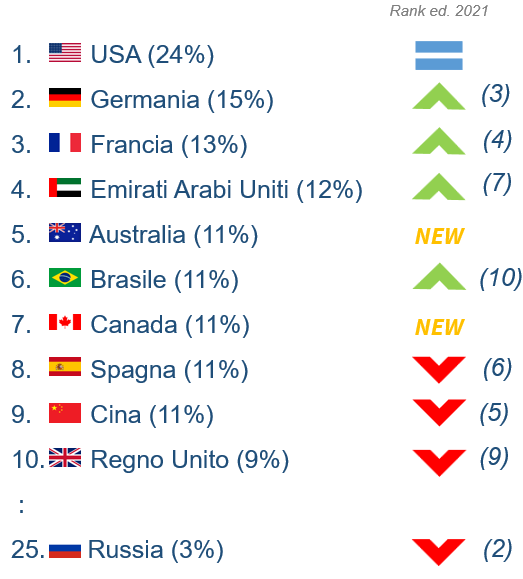 Rank ed. 2021
1. USA (24%)
2. Germania (15%) (3)
3. Francia (13%) (4)
4. Emirati Arabi Uniti (12%) (7)
5. Australia (11%) NEW
6. Brasile (11%) (10)
7. Canada (11%) NEW
8. Spagna (11%) (6)
9. Cina (11%) (5)
10. Regno Unito (9%) (9)
:
25. Russia (3%) (2)